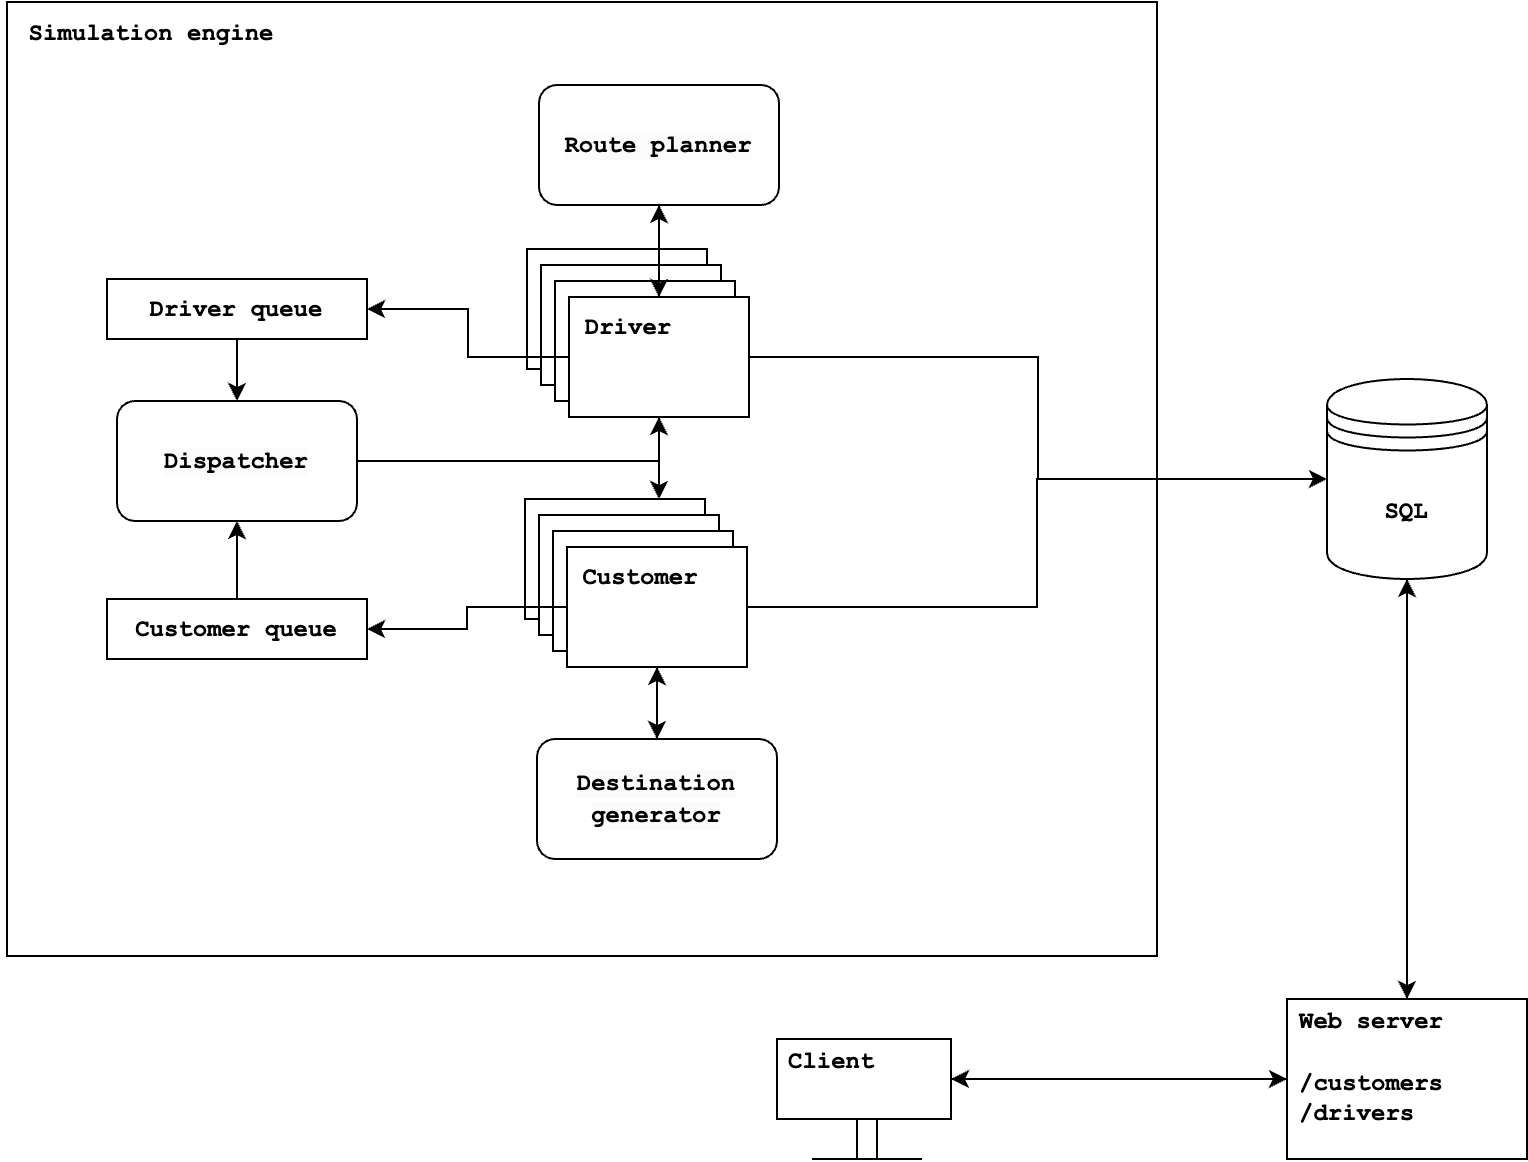 Simulation engine
Route planner
Driver queue
Driver
Dispatcher
SQL
Customer
Customer queue
Destination
generator
Web server
/customers
/drivers
Client